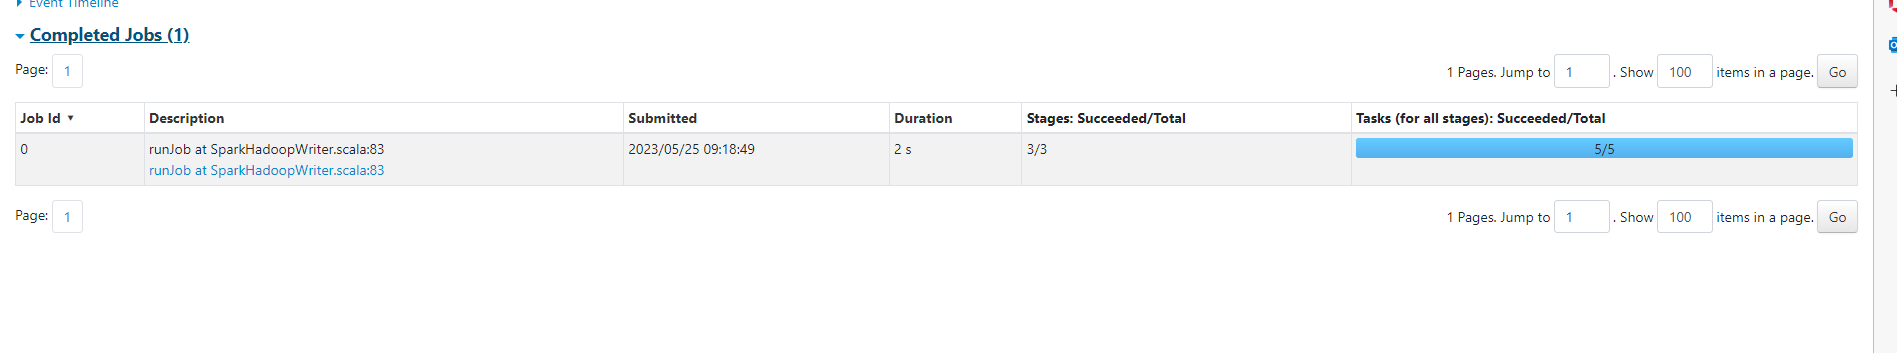 Event Timeline
Completed Jobs (1)
Page: 1 1 Pages. Jump to 1 . Show 100 items in a page. Go
Job Id ▾ Description Submitted Duration Stages: Succeeded/Total Tasks (for all stages): Succeeded/Total
0 runJob at SparkHadoopWriter.scala:83 2023/05/25 09:18:49 2 s 3/3 5/5
runJob at SparkHadoopWriter.scala:83
Page: 1 1 Pages. Jump to 1 . Show 100 items in a page. Go